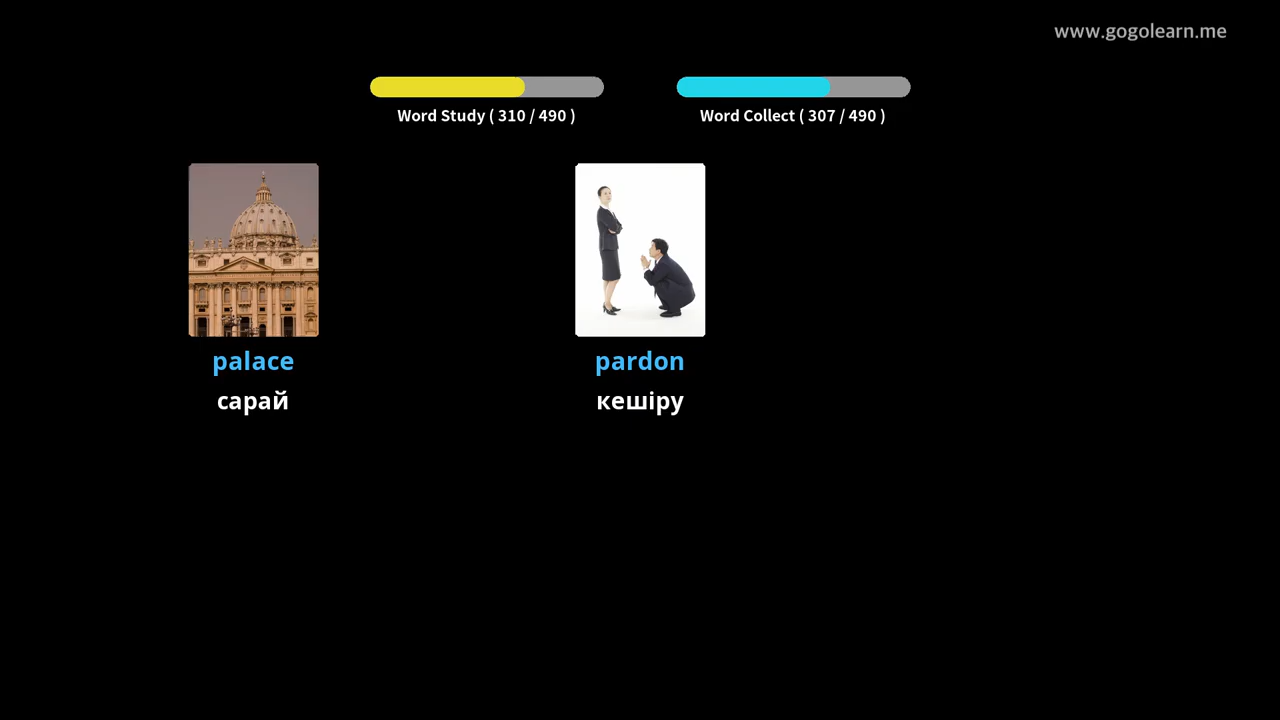 www.gogolearn.me
Word Study ( 310 / 490 )
Word Collect ( 307 / 490 )
palace
сарай
pardon
кешіру